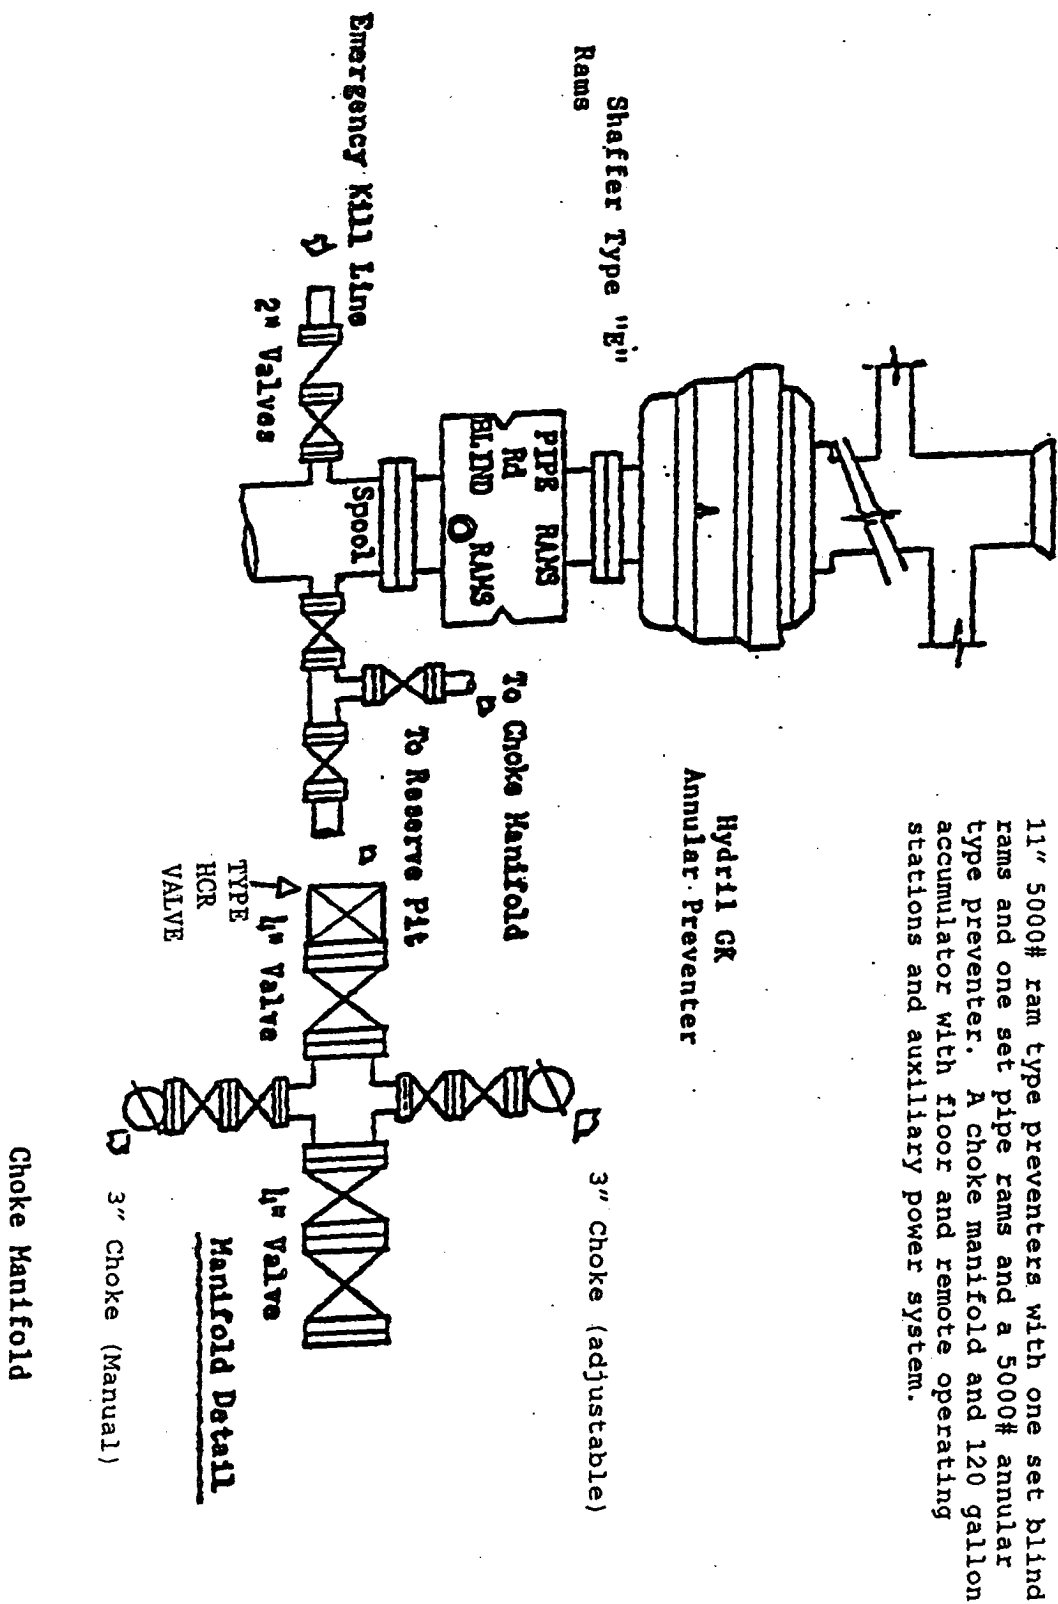 11" 5000# ram type preventers with one set blind
rams and one set pipe rams and a 5000# annular
type preventer. A choke manifold and 120 gallon
accumulator with floor and remote operating
stations and auxiliary power system.
Hydril GK
Annular Preventer
Shaffer Type "E"
Rams
PIPE RAMS
Rd
BLIND RAMS
Spool
Emergency Kill Line
2" Valves
To Choke Manifold
To Reserve Pit
TYPE
HCR
VALVE
4" Valve
4" Valve
3" Choke (adjustable)
3" Choke (Manual)
Manifold Detail
Choke Manifold